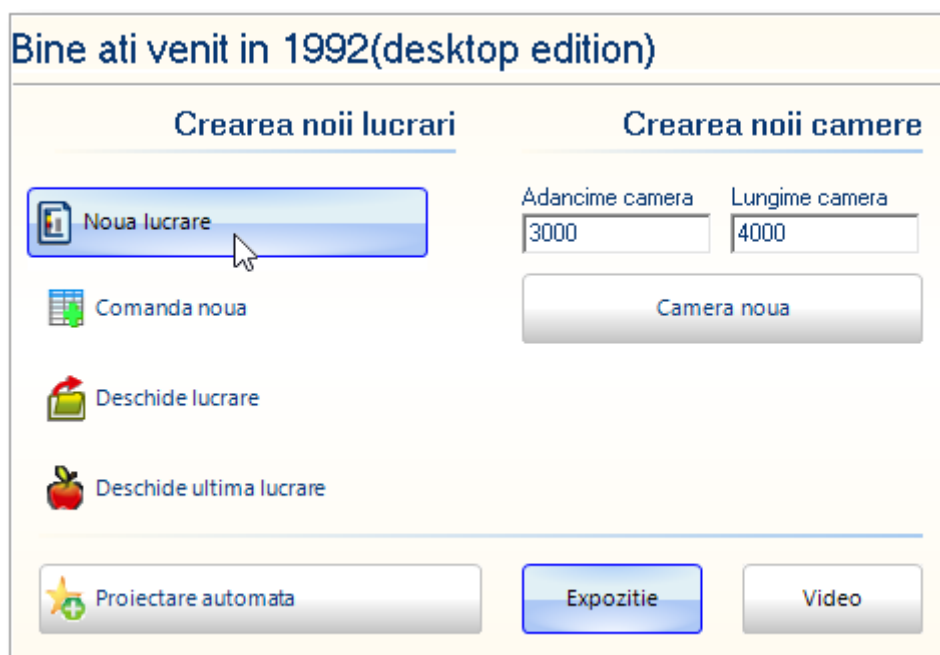 Bine ati venit in 1992(desktop edition)
Crearea noii lucrari
Noua lucrare
Comanda noua
Deschide lucrare
Deschide ultima lucrare
Crearea noii camere
Adancime camera
Lungime camera
3000
4000
Camera noua
Proiectare automata
Expozitie
Video